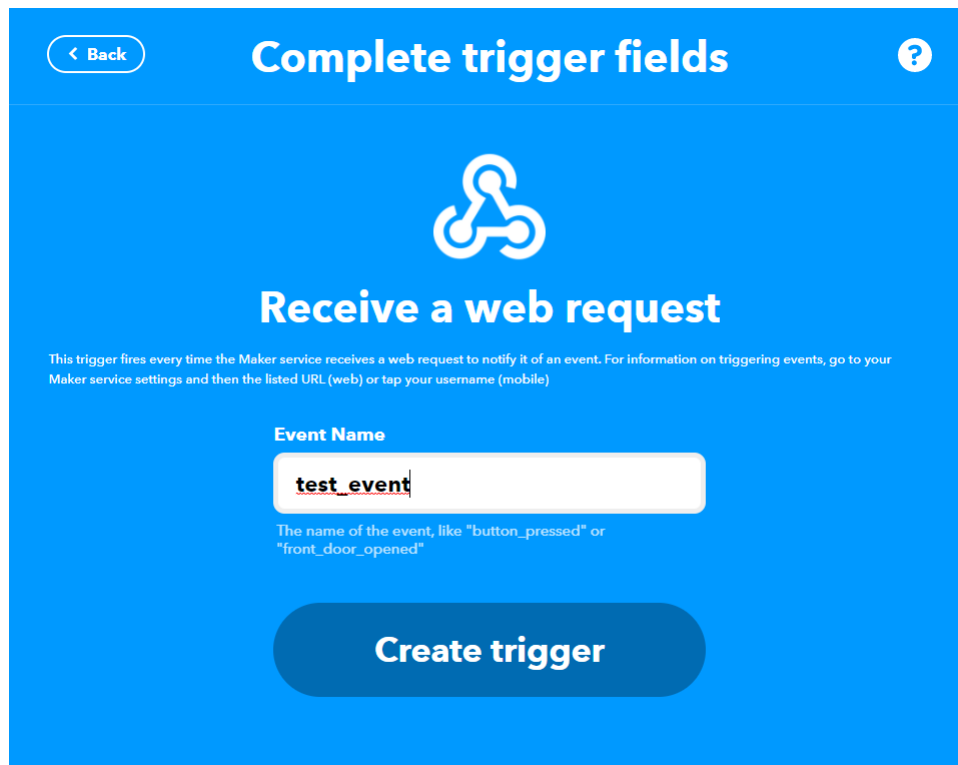 Back
Complete trigger fields
?
Receive a web request
This trigger fires every time the Maker service receives a web request to notify it of an event. For information on triggering events, go to your
Maker service settings and then the listed URL (web) or tap your username (mobile)
Event Name
test_event
The name of the event, like "button_pressed" or
"front_door_opened"
Create trigger